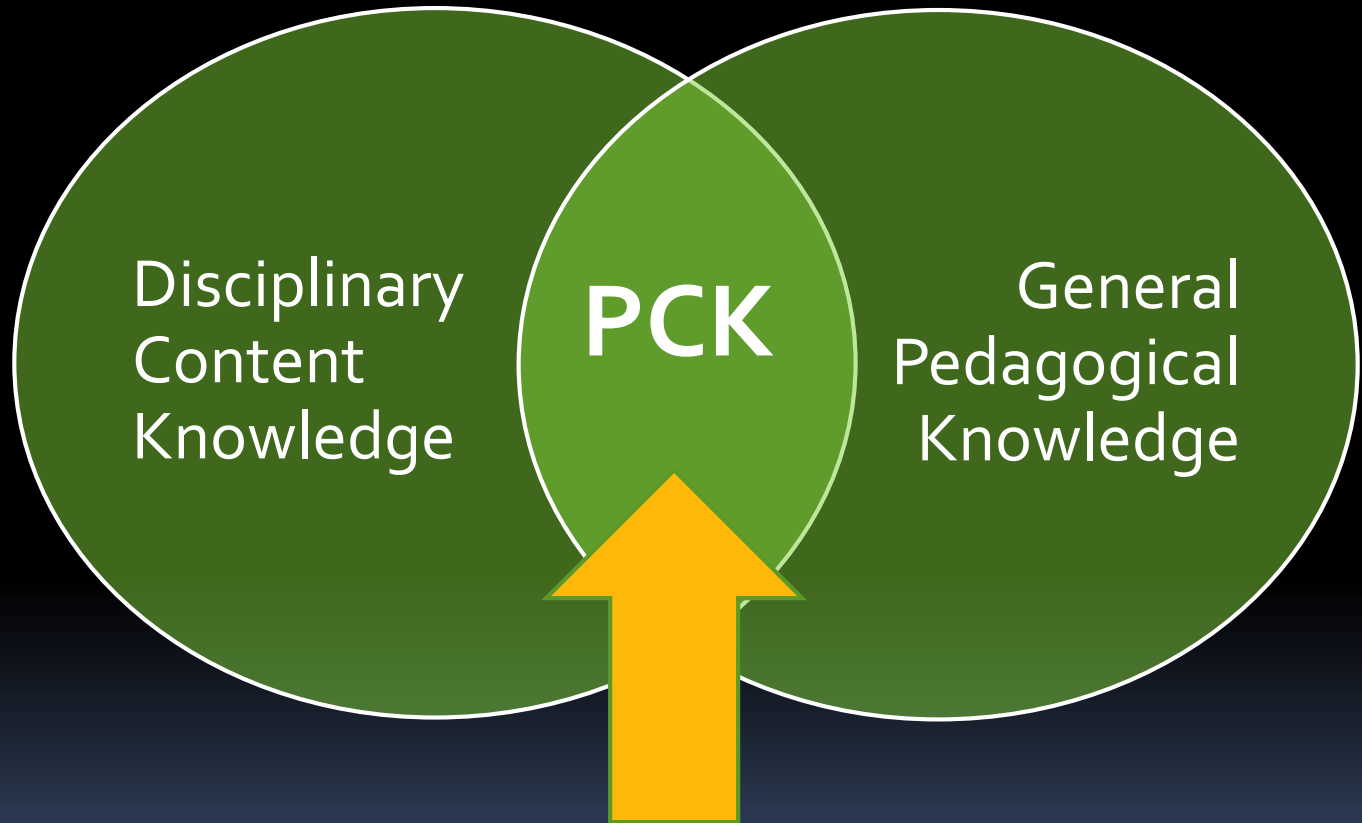 Disciplinary
Content
Knowledge
PCK
General
Pedagogical
Knowledge